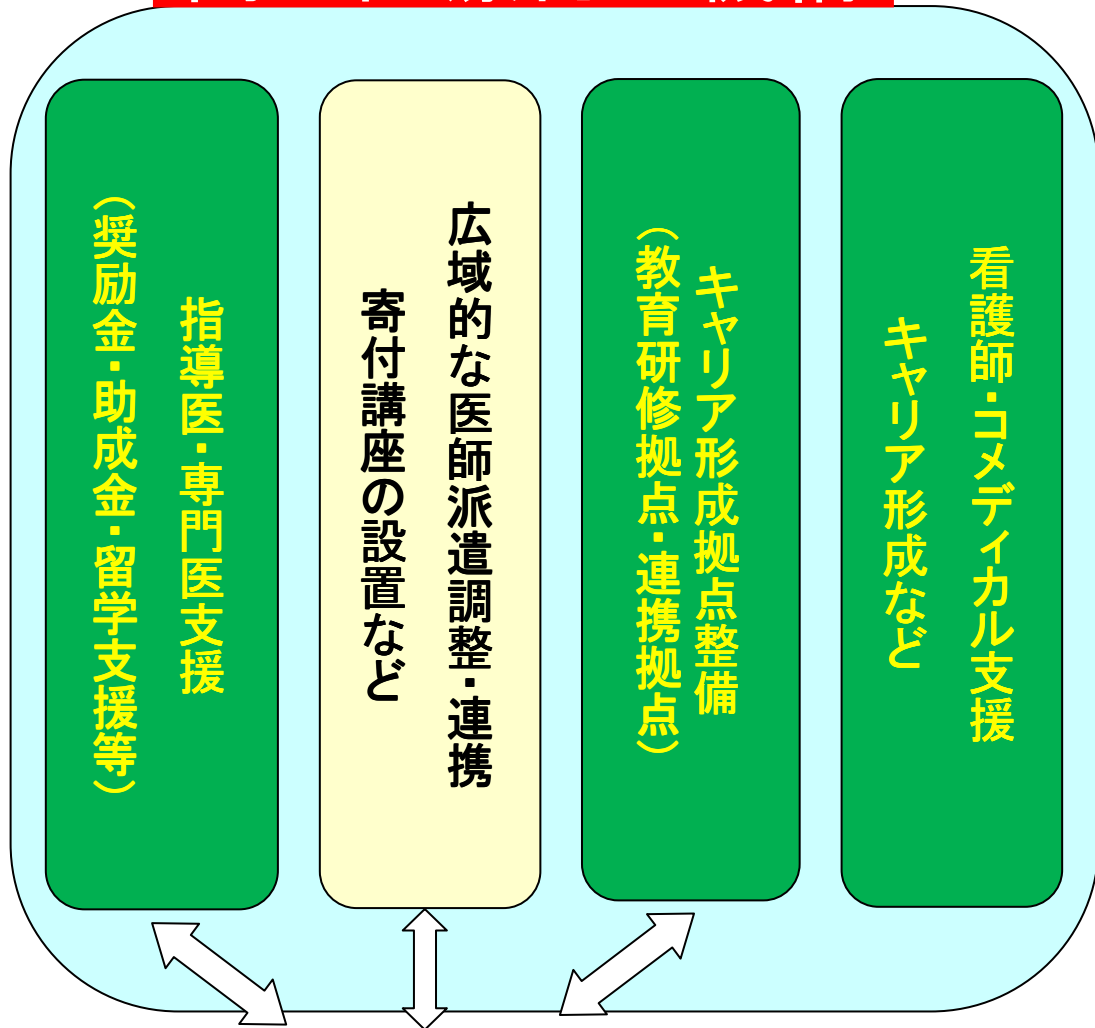 看護師・コメディカル支援
キャリア形成など
キャリア形成拠点整備
（教育研修拠点・連携拠点）
広域的な医師派遣調整・連携
寄付講座の設置など
指導医・専門医支援
（奨励金・助成金・留学支援等）